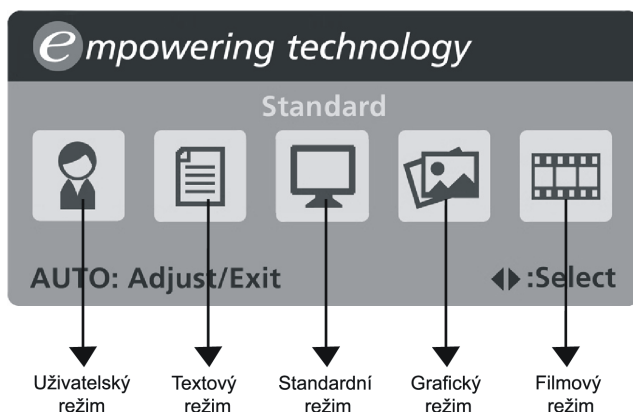 empowering technology
Standard
AUTO: Adjust/Exit ◀▶:Select
Uživatelský režim
Textový režim
Standardní režim
Grafický režim
Filmový režim